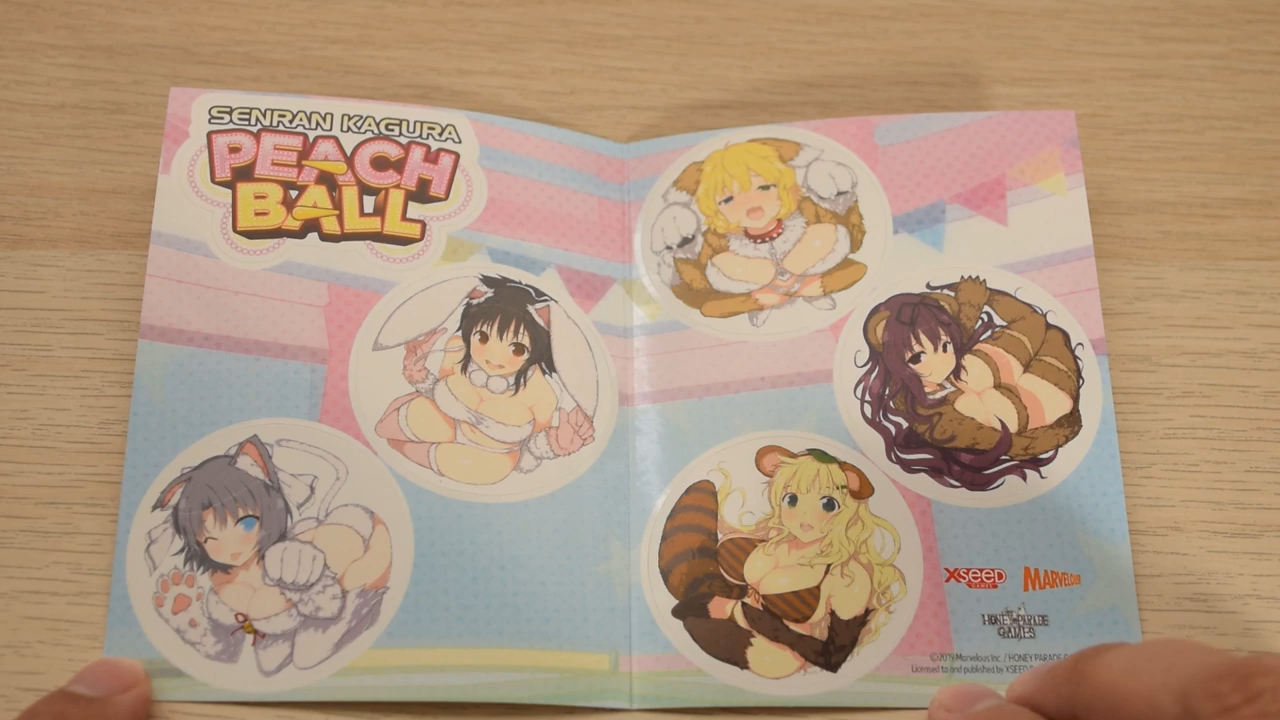 SENRAN KAGURA
PEACH
BALL
XSEED
GAMES
MARVELOUS
HONEY PARADE
GAMES
©2019 Marvelous Inc. / HONEY PARADE
Licensed to and published by XSEED